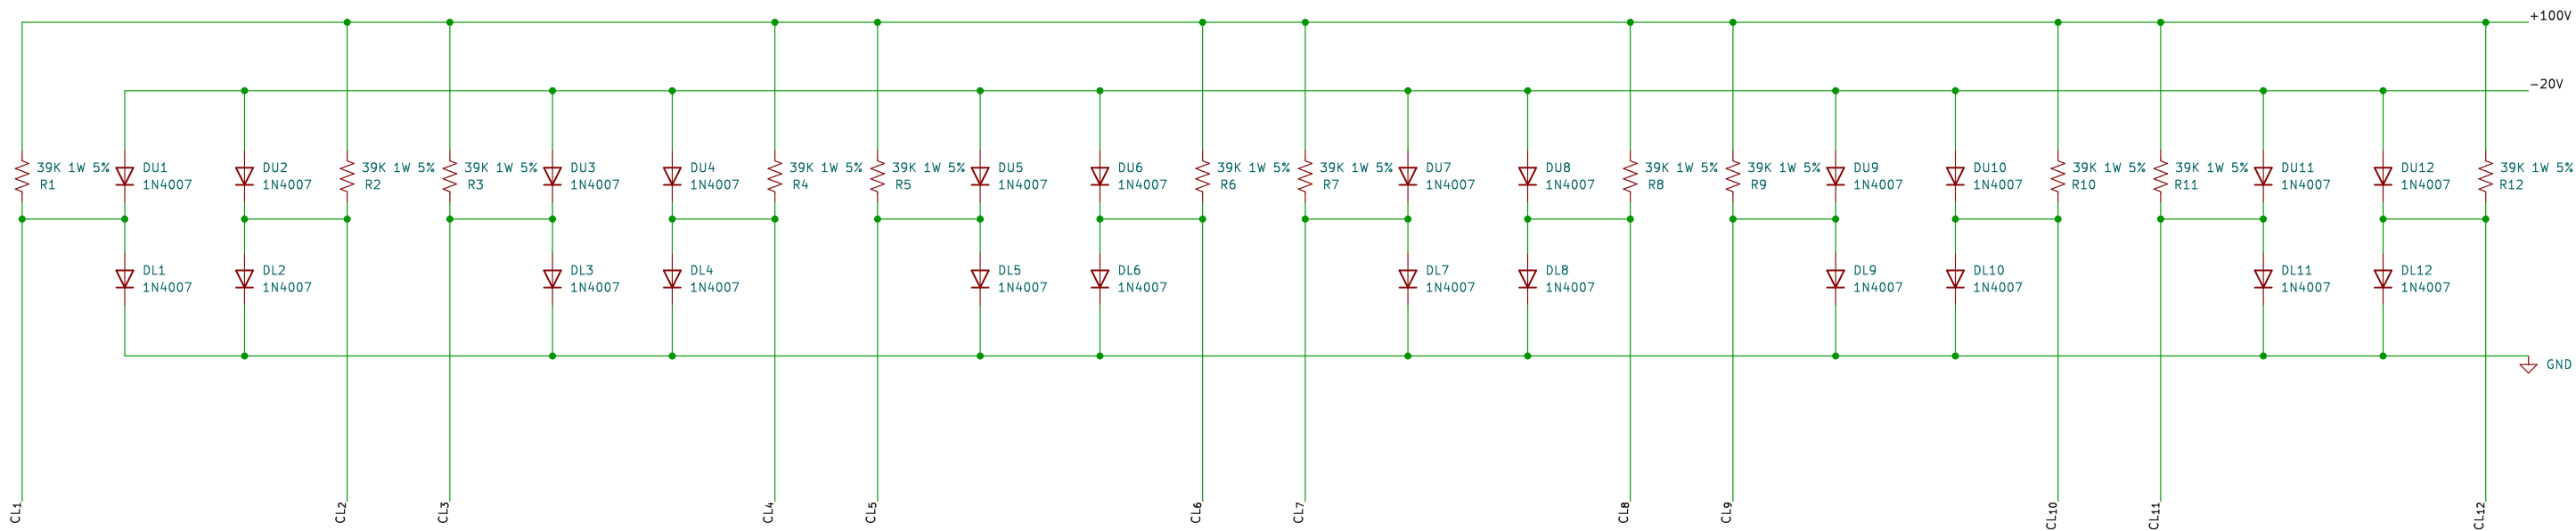 +100V
-20V
39K 1W 5%
R1
DU1
1N4007
DU2
1N4007
39K 1W 5%
R2
39K 1W 5%
R3
DU3
1N4007
DU4
1N4007
39K 1W 5%
R4
39K 1W 5%
R5
DU5
1N4007
DU6
1N4007
39K 1W 5%
R6
39K 1W 5%
R7
DU7
1N4007
DU8
1N4007
39K 1W 5%
R8
39K 1W 5%
R9
DU9
1N4007
DU10
1N4007
39K 1W 5%
R10
39K 1W 5%
R11
DU11
1N4007
DU12
1N4007
39K 1W 5%
R12
DL1
1N4007
DL2
1N4007
DL3
1N4007
DL4
1N4007
DL5
1N4007
DL6
1N4007
DL7
1N4007
DL8
1N4007
DL9
1N4007
DL10
1N4007
DL11
1N4007
DL12
1N4007
GND
CL1
CL2
CL3
CL4
CL5
CL6
CL7
CL8
CL9
CL10
CL11
CL12